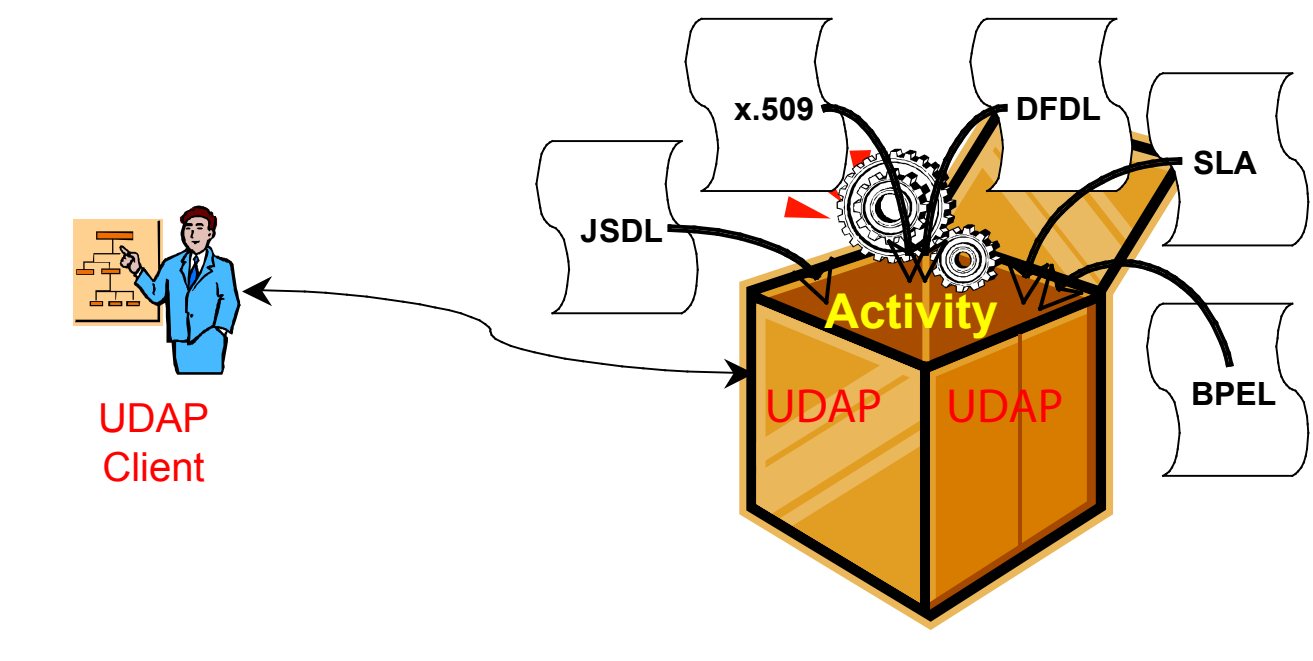 x.509
DFDL
SLA
JSDL
Activity
UDAP
UDAP
BPEL
UDAP
Client